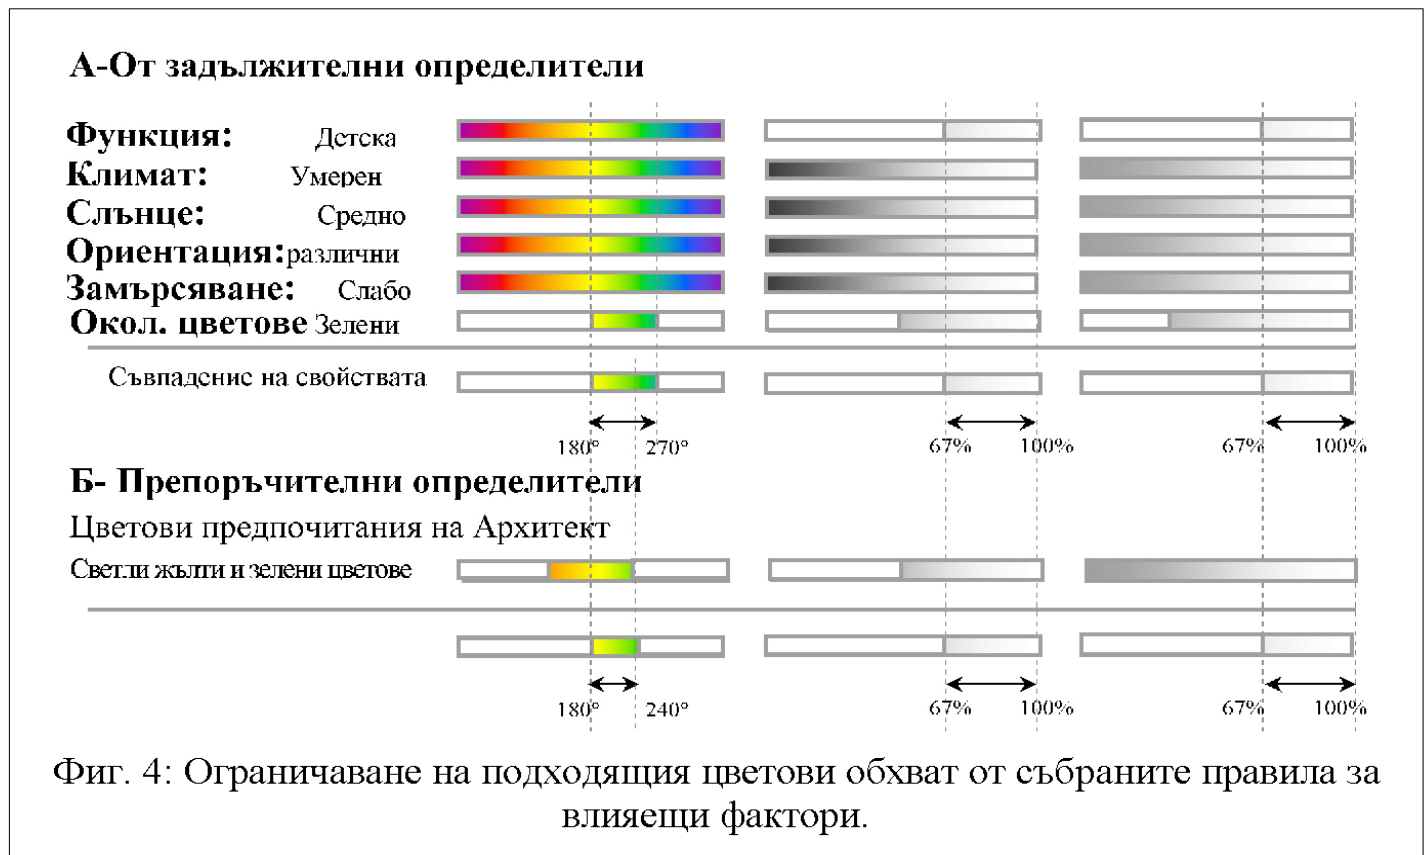 А-От задължителни определители
Функция: Детска
Климат: Умерен
Слънце: Средно
Ориентация: различни
Замърсяване: Слабо
Окол. цветове Зелени
Съвпадение на свойствата
180° 270° 67% 100% 67% 100%
Б- Препоръчителни определители
Цветови предпочитания на Архитект
Светли жълти и зелени цветове
180° 240° 67% 100% 67% 100%
Фиг. 4: Ограничаване на подходящия цветови обхват от събраните правила за
влияещи фактори.